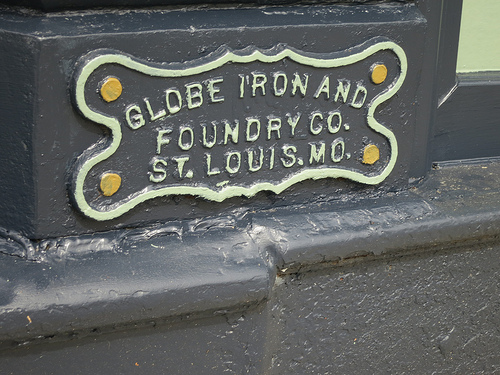 GLOBE IRON AND
FOUNDRY CO.
ST. LOUIS. MO.